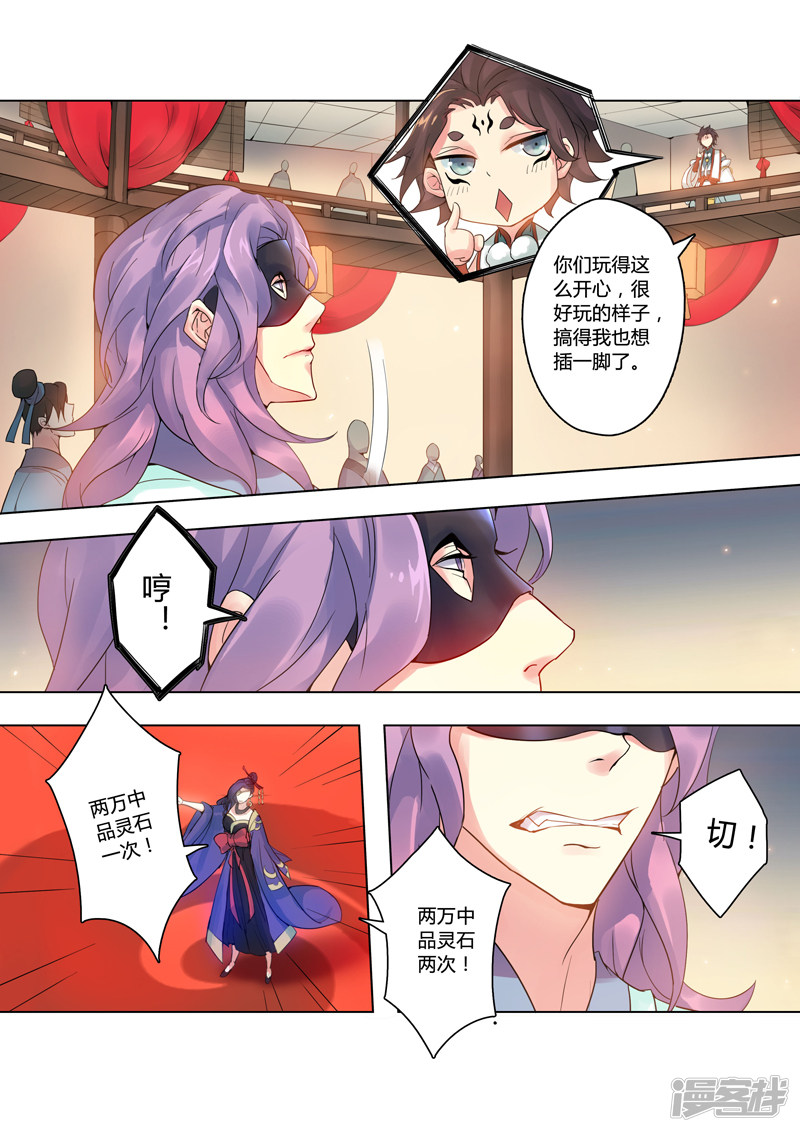 你们玩得这
么开心，很
好玩的样子，
搞得我也想
插一脚了。
哼！
两万中
品灵石
一次！
切！
两万中
品灵石
两次！
漫客栈